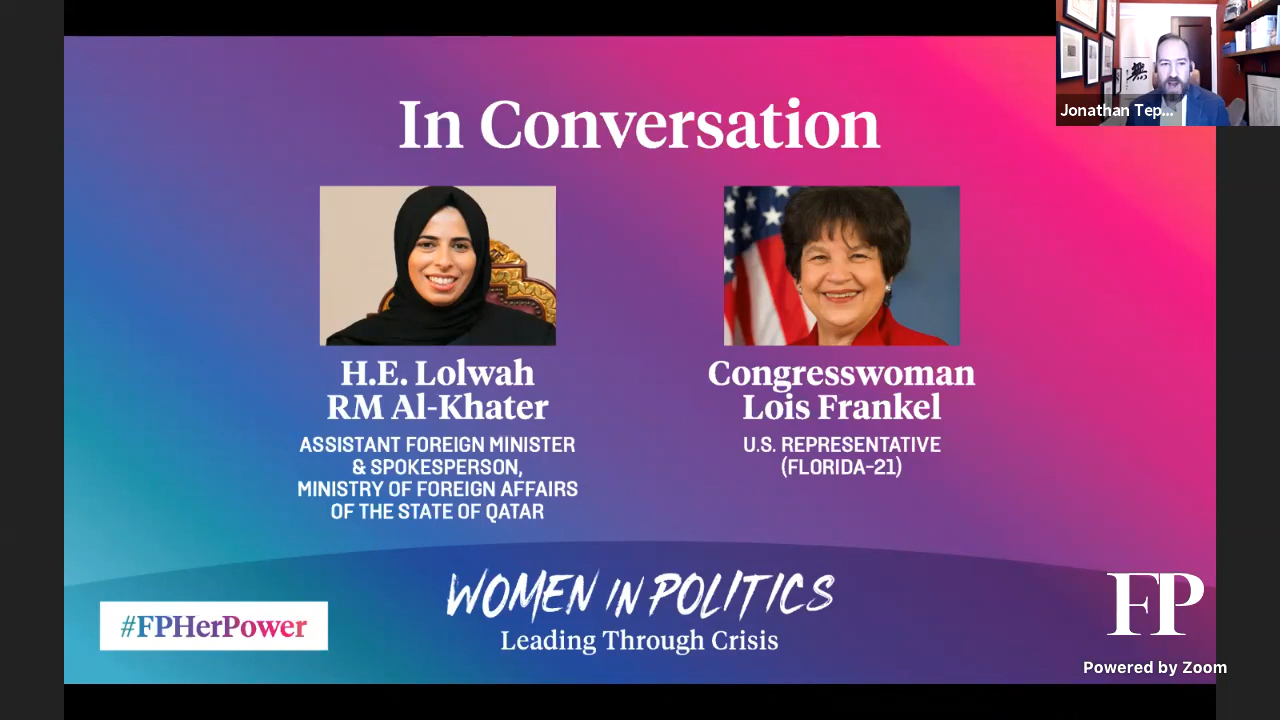 In Conversation
Jonathan Tep...
無
H.E. Lolwah
RM Al-Khater
ASSISTANT FOREIGN MINISTER
& SPOKESPERSON,
MINISTRY OF FOREIGN AFFAIRS
OF THE STATE OF QATAR
Congresswoman
Lois Frankel
U.S. REPRESENTATIVE
(FLORIDA-21)
WOMEN IN POLITICS
Leading Through Crisis
#FPHerPower
FP
Powered by Zoom